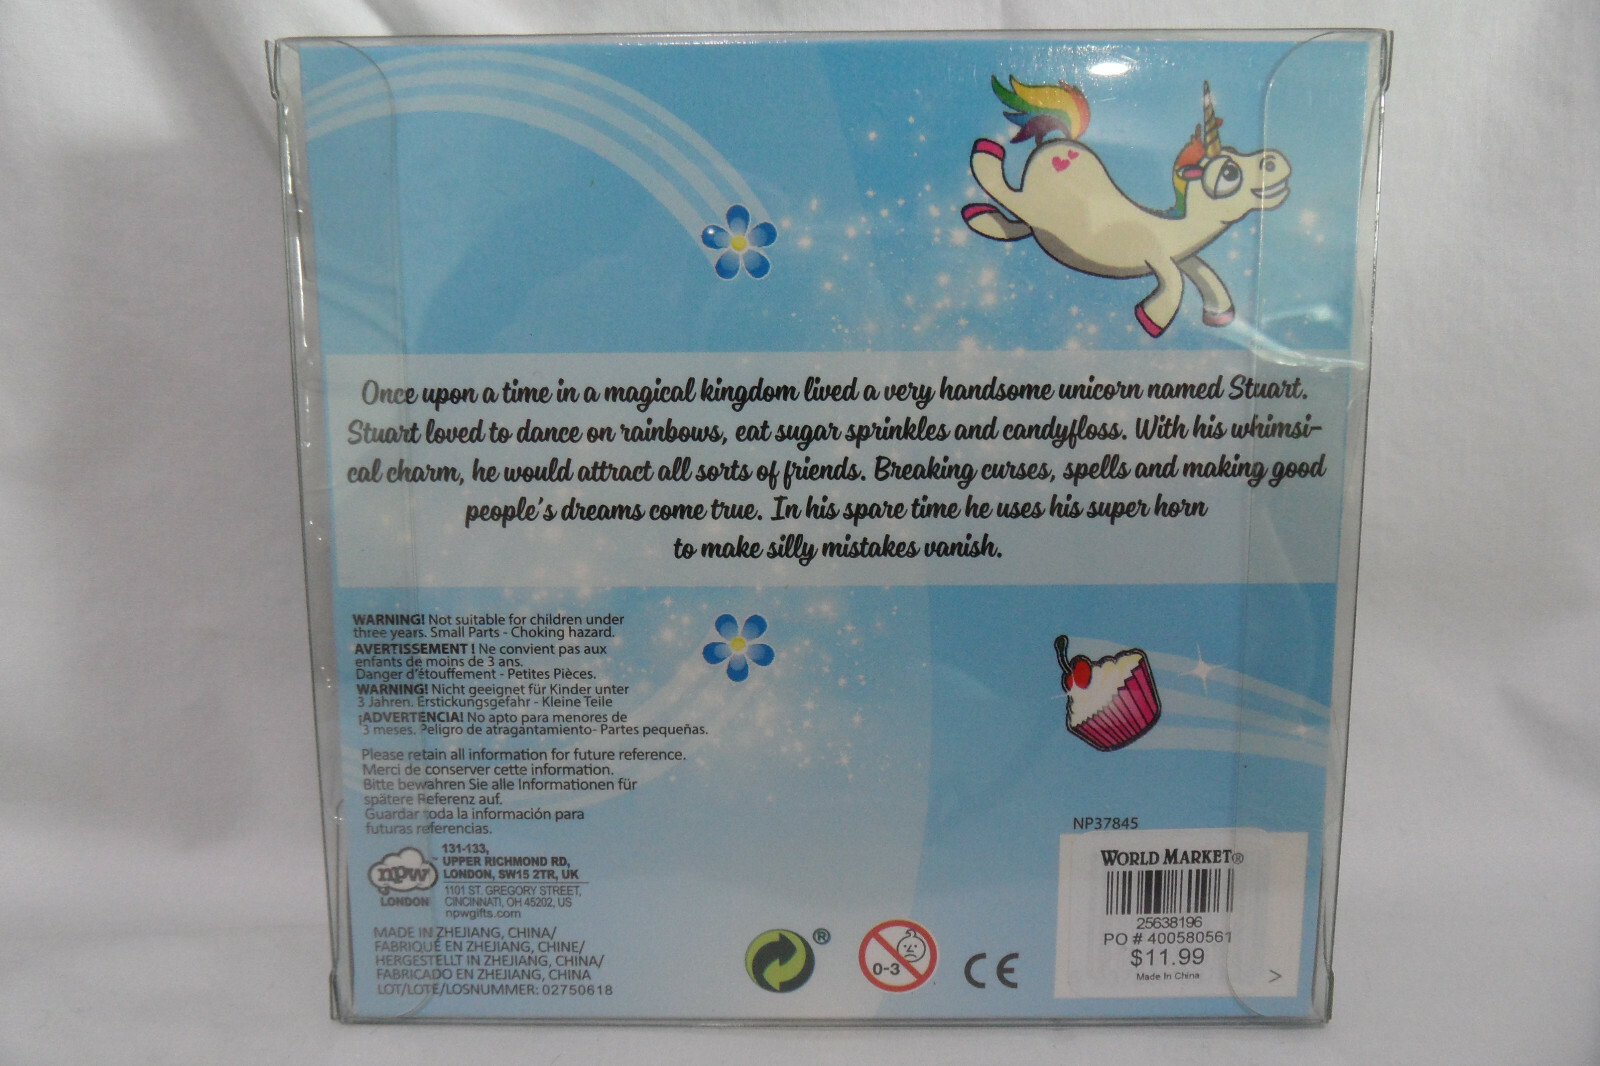 Once upon a time in a magical kingdom lived a very handsome unicorn named Stuart.
Stuart loved to dance on rainbows, eat sugar sprinkles and candyfloss. With his whimsi-
cal charm, he would attract all sorts of friends. Breaking curses, spells and making good
people's dreams come true. In his spare time he uses his super horn
to make silly mistakes vanish.
WARNING! Not suitable for children under
three years. Small Parts - Choking hazard.
AVERTISSEMENT ! Ne convient pas aux
enfants de moins de 3 ans.
Danger d'étouffement - Petites Pièces.
WARNING! Nicht geeignet für Kinder unter
3 Jahren. Erstickungsgefahr - Kleine Teile
¡ADVERTENCIA! No apto para menores de
3 meses. Peligro de atragantamiento- Partes pequeñas.
Please retain all information for future reference.
Merci de conserver cette information.
Bitte bewahren Sie alle Informationen für
spätere Referenz auf.
Guardar toda la información para
futuras referencias.
npw
LONDON
131-133,
UPPER RICHMOND RD,
LONDON, SW15 2TR, UK
1101 ST. GREGORY STREET,
CINCINNATI, OH 45202, US
npwgifts.com
MADE IN ZHEJIANG, CHINA/
FABRIQUÉ EN ZHEJIANG, CHINE/
HERGESTELLT IN ZHEJIANG, CHINA/
FABRICADO EN ZHEJIANG, CHINA
LOT/LOTE/LOSNUMMER: 02750618
®
0-3
CE
NP37845
WORLD MARKET®
25638196
PO # 400580561
$11.99
Made In China
>